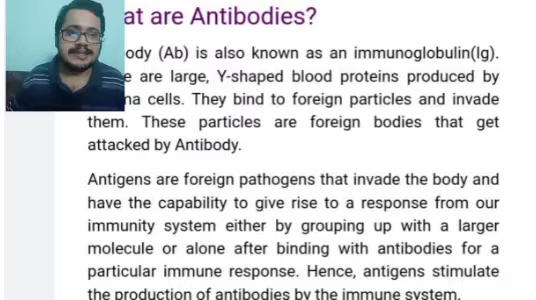 at are Antibodies?
ody (Ab) is also known as an immunoglobulin(Ig).
e are large, Y-shaped blood proteins produced by
na cells. They bind to foreign particles and invade
them. These particles are foreign bodies that get
attacked by Antibody.
Antigens are foreign pathogens that invade the body and
have the capability to give rise to a response from our
immunity system either by grouping up with a larger
molecule or alone after binding with antibodies for a
particular immune response. Hence, antigens stimulate
the production of antibodies by the immune system.